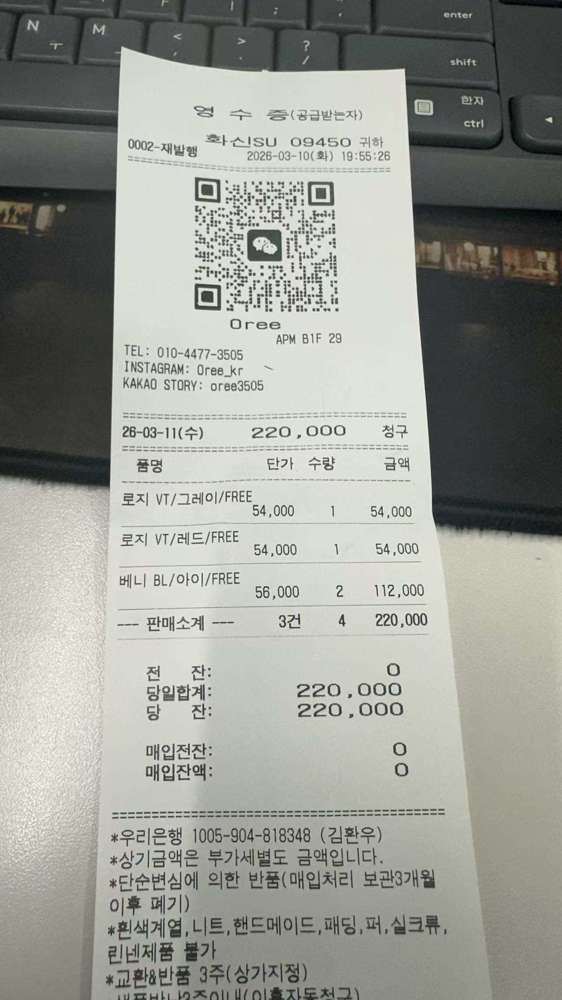 N
ㅜ
M
ㅡ
<
,
>
.
?
/
enter
shift
한자
ctrl
영 수 증(공급받는자)
화신SU 09450 귀하
0002-재발행
2026-03-10(화) 19:55:26
Oree
APM B1F 29
TEL: 010-4477-3505
INSTAGRAM: Oree_kr
KAKAO STORY: oree3505
26-03-11(수) 220,000 청구
품명 단가 수량 금액
로지 VT/그레이/FREE
54,000 1 54,000
로지 VT/레드/FREE
54,000 1 54,000
베니 BL/아이/FREE
56,000 2 112,000
--- 판매소계 --- 3건 4 220,000
전 잔: 0
당일합계: 220,000
당 잔: 220,000
매입전잔: 0
매입잔액: 0
*우리은행 1005-904-818348 (김환우)
*상기금액은 부가세별도 금액입니다.
*단순변심에 의한 반품(매입처리 보관3개월
이후 폐기)
*흰색계열,니트,핸드메이드,패딩,퍼,실크류,
린넨제품 불가
*교환&반품 3주(상가지정)